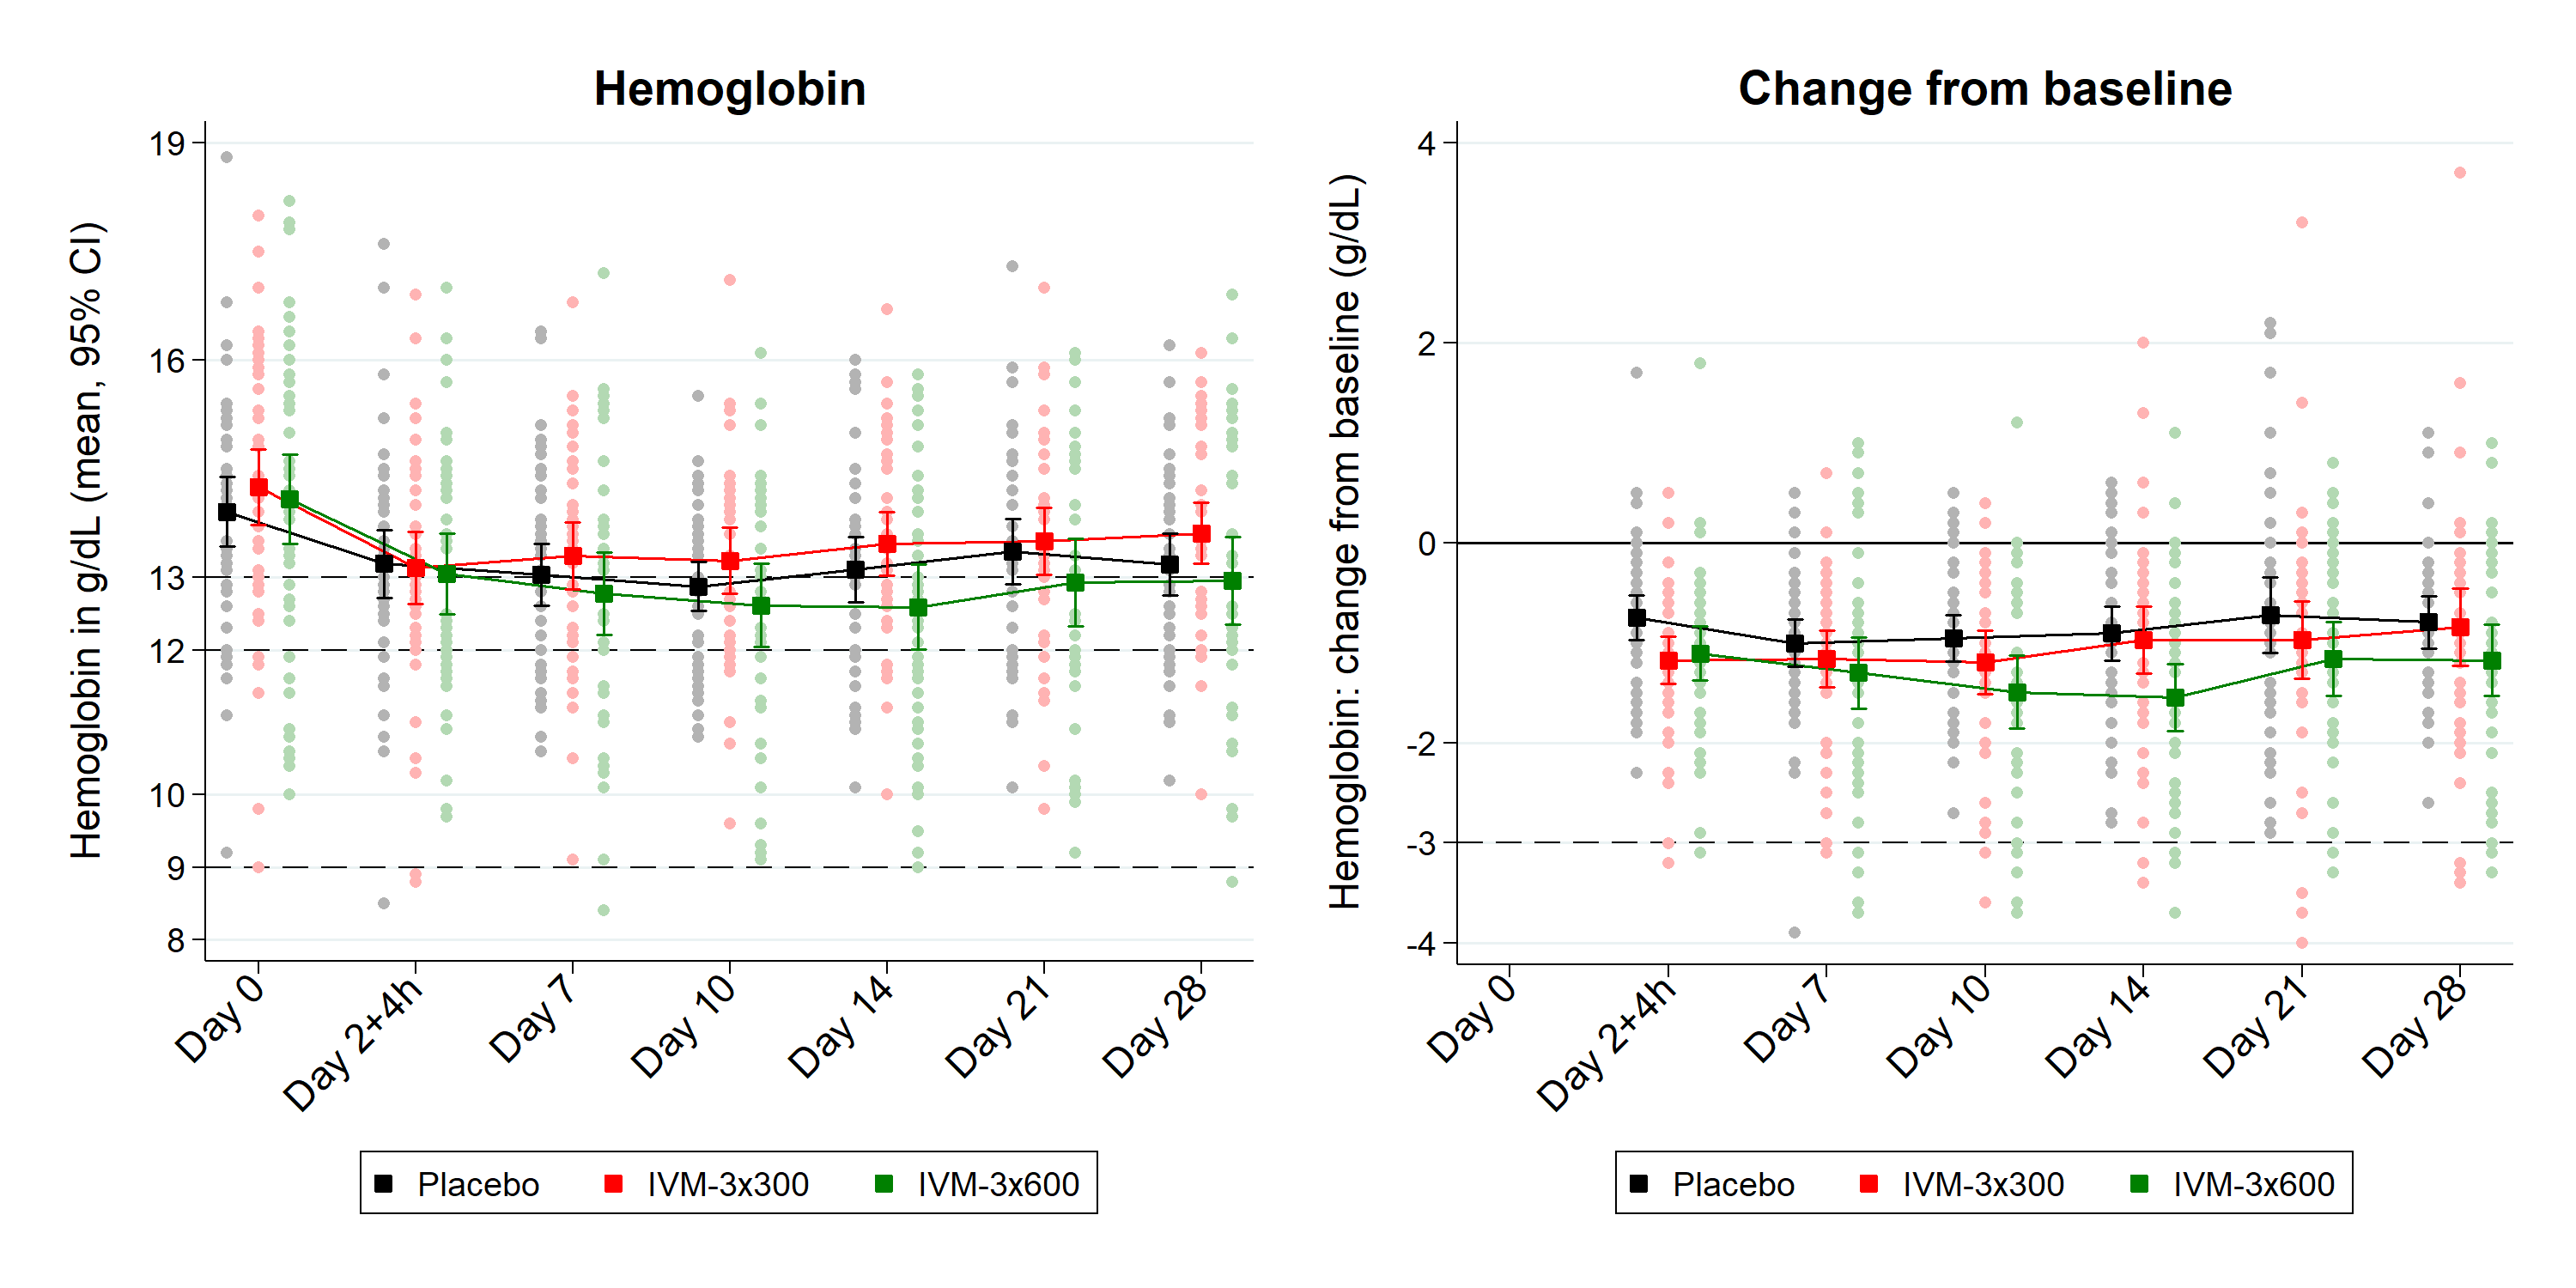 Hemoglobin
Hemoglobin in g/dL (mean, 95% CI)
19
16
13
12
10
9
8
Day 0
Day 2+4h
Day 7
Day 10
Day 14
Day 21
Day 28
Placebo IVM-3x300 IVM-3x600
Change from baseline
Hemoglobin: change from baseline (g/dL)
4
2
0
-2
-3
-4
Day 0
Day 2+4h
Day 7
Day 10
Day 14
Day 21
Day 28
Placebo IVM-3x300 IVM-3x600